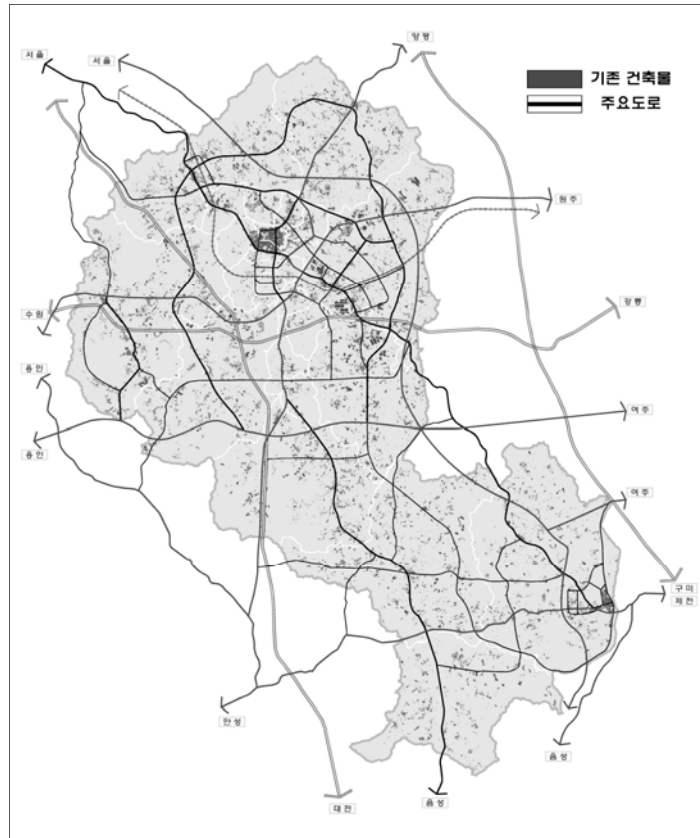 양평
서울
서울
기존 건축물
주요도로
원주
강릉
수원
용인
여주
용인
여주
구미
제천
안성
음성
대전
음성